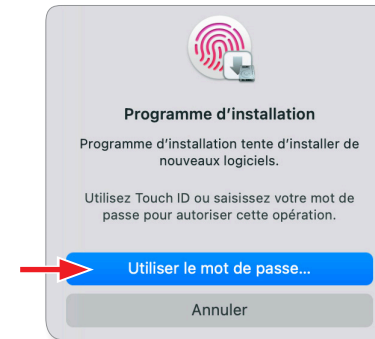 Programme d’installation
Programme d’installation tente d’installer de
nouveaux logiciels.
Utilisez Touch ID ou saisissez votre mot de
passe pour autoriser cette opération.
Utiliser le mot de passe...
Annuler